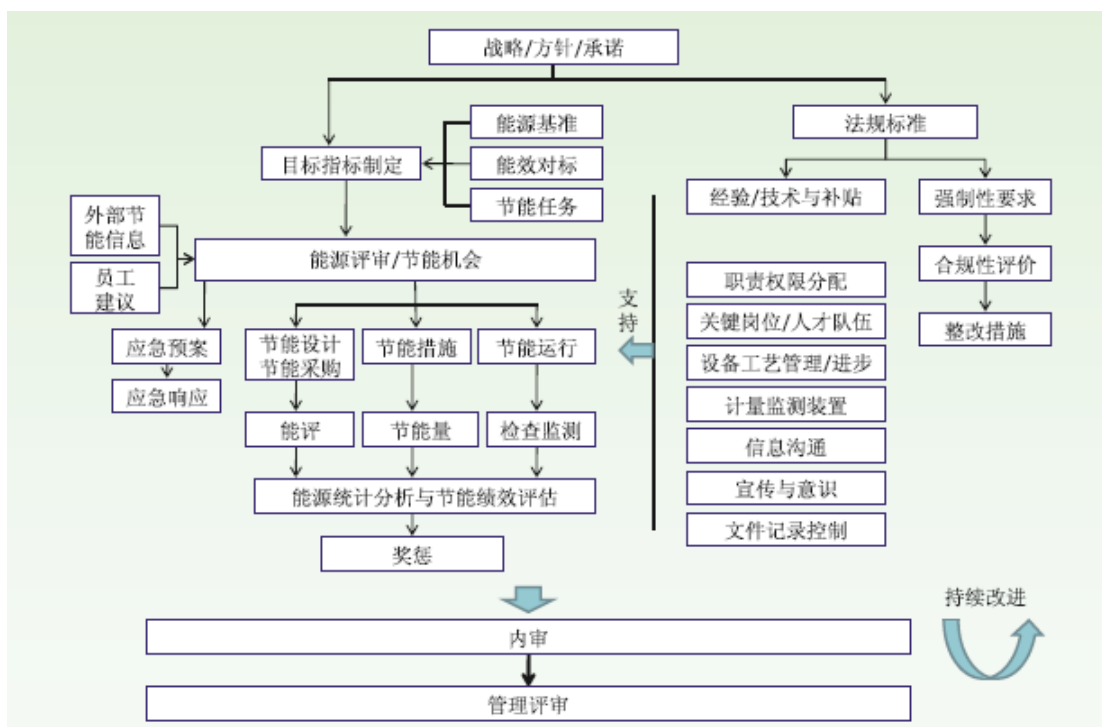 战略/方针/承诺
能源基准
法规标准
目标指标制定
能效对标
节能任务
经验/技术与补贴
强制性要求
外部节
能信息
员工
建议
能源评审/节能机会
合规性评价
整改措施
支
持
职责权限分配
关键岗位/人才队伍
设备工艺管理/进步
计量监测装置
信息沟通
宣传与意识
文件记录控制
应急预案
应急响应
节能设计
节能采购
节能措施
节能运行
能评
节能量
检查监测
能源统计分析与节能绩效评估
奖惩
持续改进
内审
管理评审